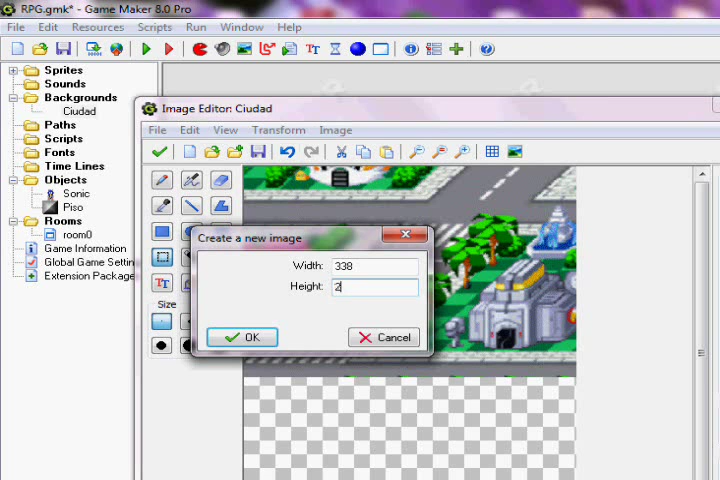 RPG.gmk* - Game Maker 8.0 Pro
File Edit Resources Scripts Run Window Help
Sprites
Sounds
Backgrounds
Ciudad
Paths
Scripts
Fonts
Time Lines
Objects
Sonic
Piso
Rooms
room0
Game Information
Global Game Settin
Extension Package
Image Editor: Ciudad
File Edit View Transform Image
Size
Create a new image
Width: 338
Height: 2
OK Cancel